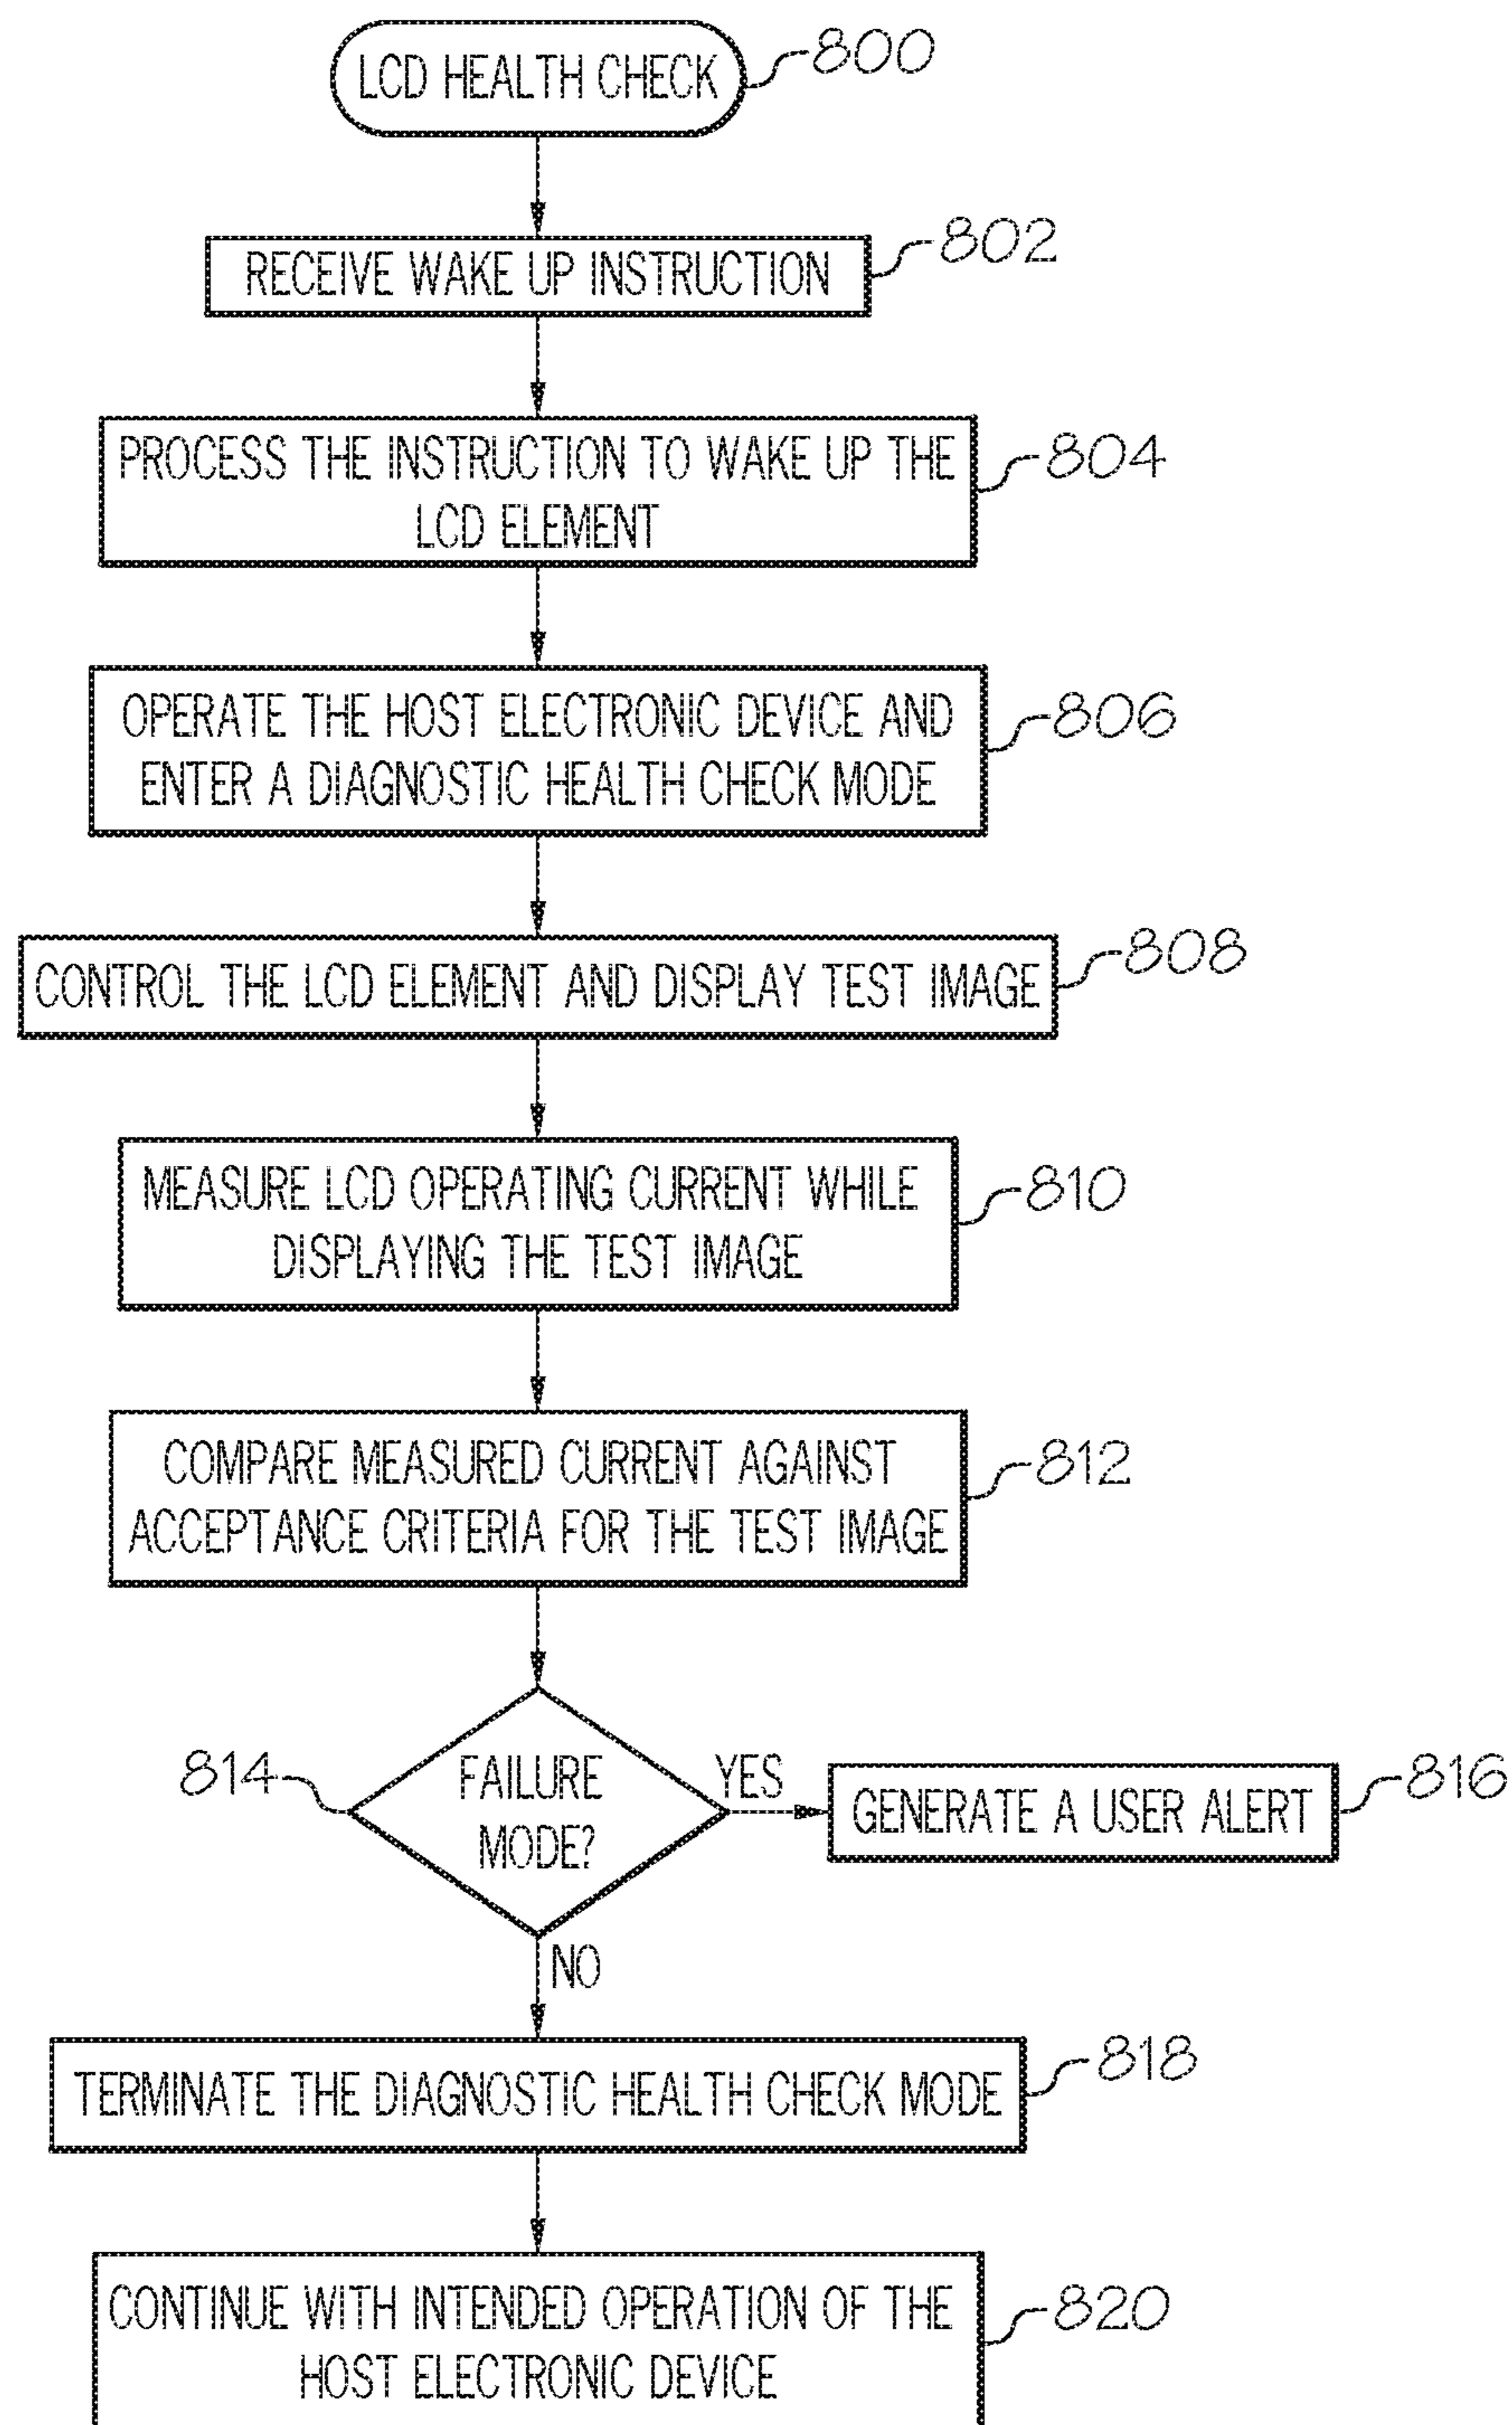 LCD HEALTH CHECK
800
RECEIVE WAKE UP INSTRUCTION
802
PROCESS THE INSTRUCTION TO WAKE UP THE
LCD ELEMENT
804
OPERATE THE HOST ELECTRONIC DEVICE AND
ENTER A DIAGNOSTIC HEALTH CHECK MODE
806
CONTROL THE LCD ELEMENT AND DISPLAY TEST IMAGE
808
MEASURE LCD OPERATING CURRENT WHILE
DISPLAYING THE TEST IMAGE
810
COMPARE MEASURED CURRENT AGAINST
ACCEPTANCE CRITERIA FOR THE TEST IMAGE
812
814
FAILURE
MODE?
YES
GENERATE A USER ALERT
816
NO
TERMINATE THE DIAGNOSTIC HEALTH CHECK MODE
818
CONTINUE WITH INTENDED OPERATION OF THE
HOST ELECTRONIC DEVICE
820